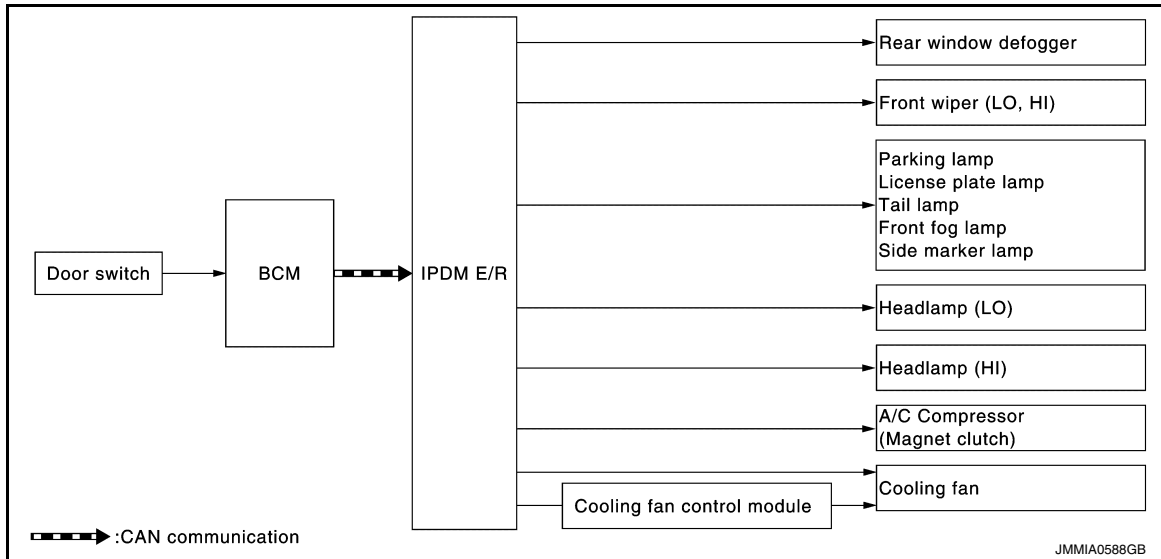 Door switch
BCM
IPDM E/R
Rear window defogger
Front wiper (LO, HI)
Parking lamp
License plate lamp
Tail lamp
Front fog lamp
Side marker lamp
Headlamp (LO)
Headlamp (HI)
A/C Compressor
(Magnet clutch)
Cooling fan control module
Cooling fan
:CAN communication
JMMIA0588GB